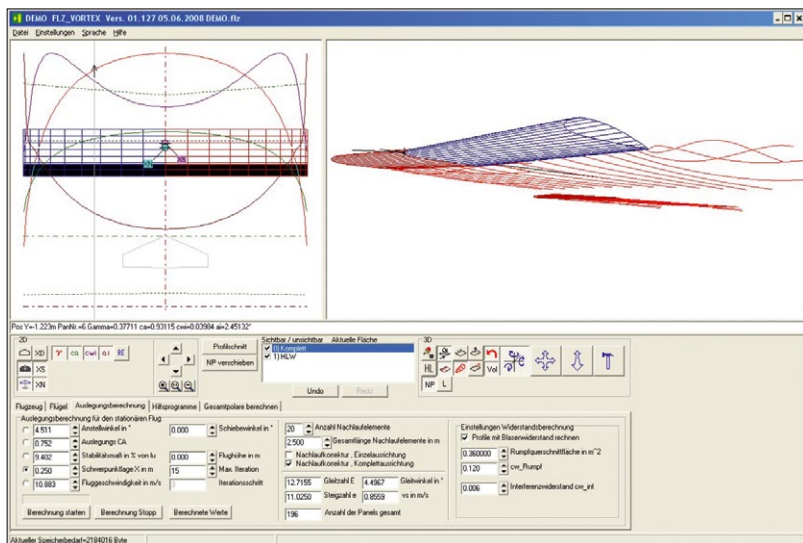 DEMO FLZ_VORTEX Vers. 01.127 05.06.2008 DEMO.flz
Datei Einstellungen Sprache Hilfe
N XS
Pos Y=-1.223m PanNr.=6 Gamma=0.37711 ca=0.93115 cwi=0.03984 ai=2.45132°
2D
XD γ ca cwi ai RE
XS
XN
Profilschnitt
NP verschieben
Sichtbar / unsichtbar Aktuelle Fläche
0) Komplett
1) HLW
Undo Redo
3D
HL Vol
NP L
Flugzeug Flügel Auslegungsberechnung Hilfsprogramme Gesamtpolare berechnen
Auslegungsberechnung für den stationären Flug
4.511 Anstellwinkel in ° 0.000 Schiebewinkel in °
0.752 Auslegungs CA
9.402 Stabilitätsmaß in % von lu 0.000 Flughöhe in m
0.250 Schwerpunktlage X in m 15 Max. Iteration
10.883 Fluggeschwindigkeit in m/s 3 Iterationsschritt
Berechnung starten Berechnung Stopp Berechnete Werte
20 Anzahl Nachlaufelemente
2.500 Gesamtlänge Nachlaufelemente in m
Nachlaufkorrektur , Einzelausrichtung
Nachlaufkorrektur , Komplettausrichtung
12.7155 Gleitzahl E 4.4967 Gleitwinkel in °
11.0250 Steigzahl e 0.8559 vs in m/s
196 Anzahl der Panels gesamt
Einstellungen Widerstandsberechnung
Profile mit Blasenwiderstand rechnen
0.360000 Rumpfquerschnittfläche in m^2
0.120 cw_Rumpf
0.006 Interferenzwiderstand cw_int
Aktueller Speicherbedarf=2184016 Byte